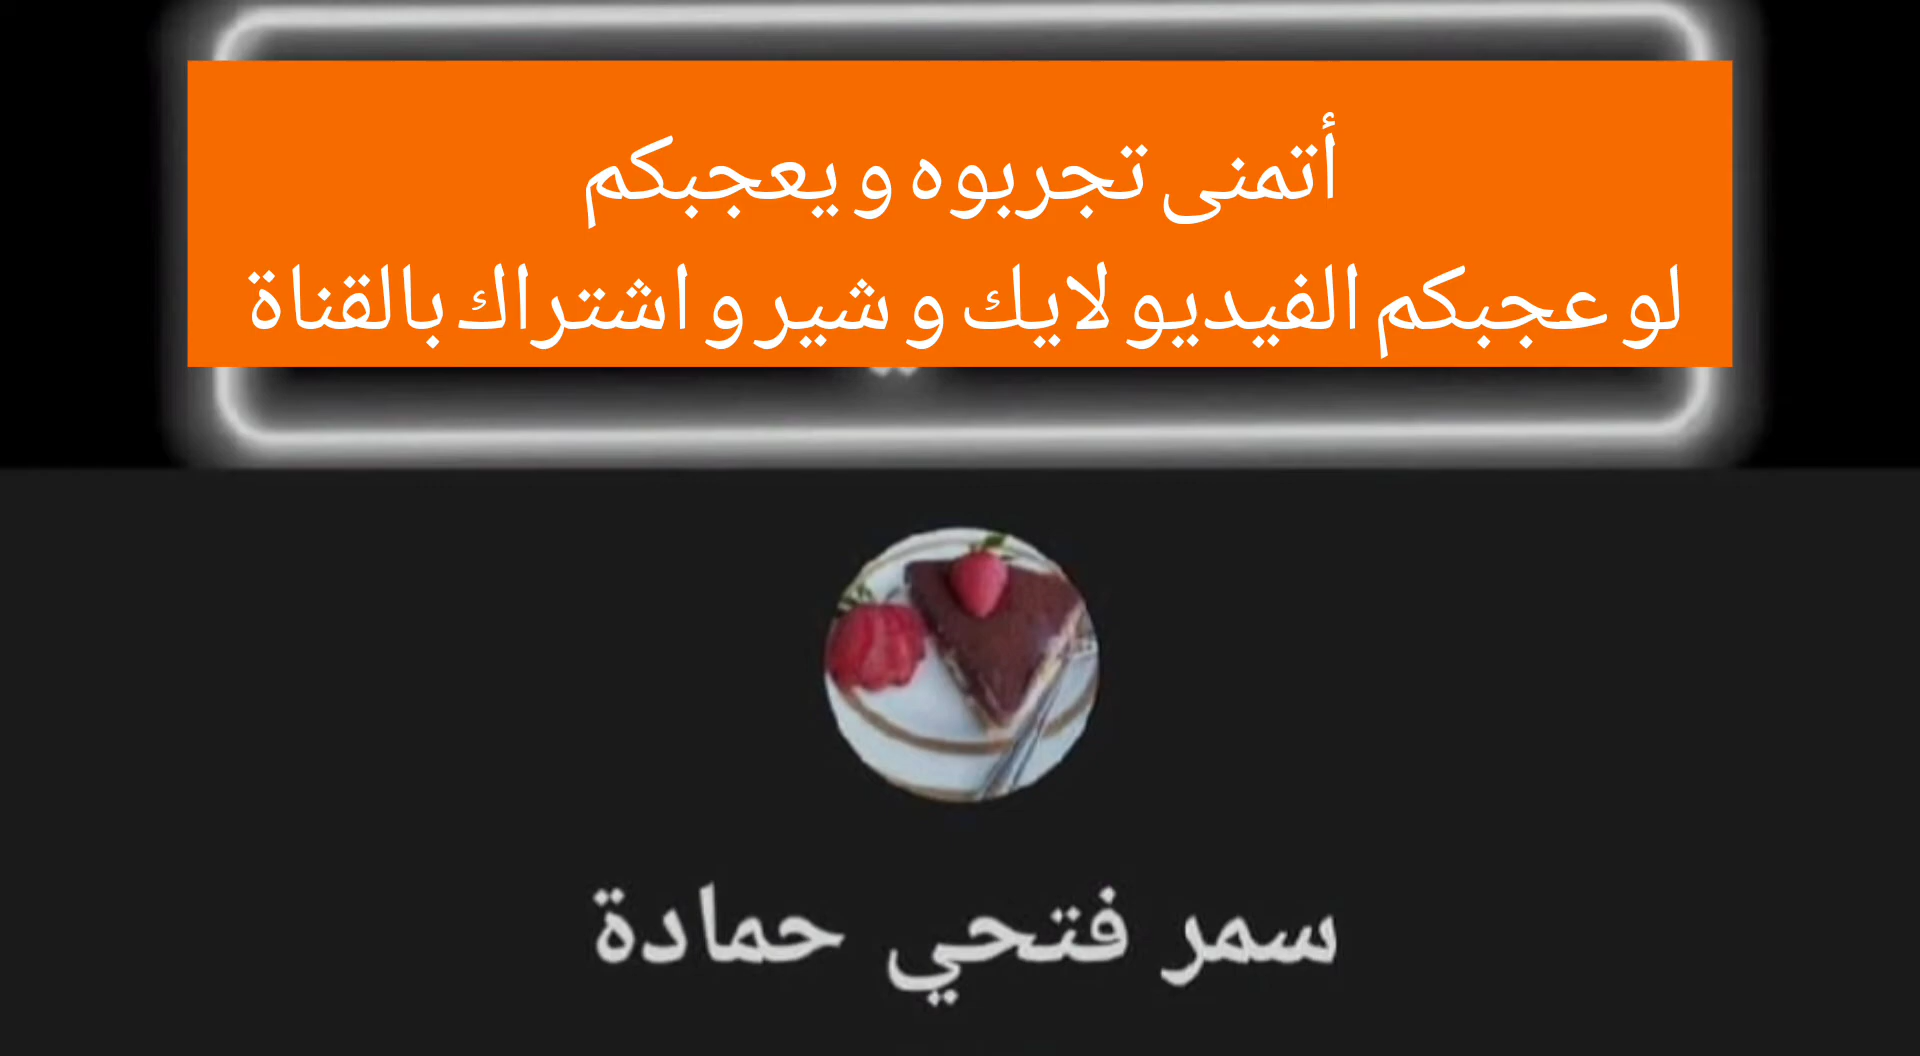 أتمنى تجربوه و يعجبكم
لو عجبكم الفيديو لايك و شير و اشتراك بالقناة
سمر فتحي حمادة